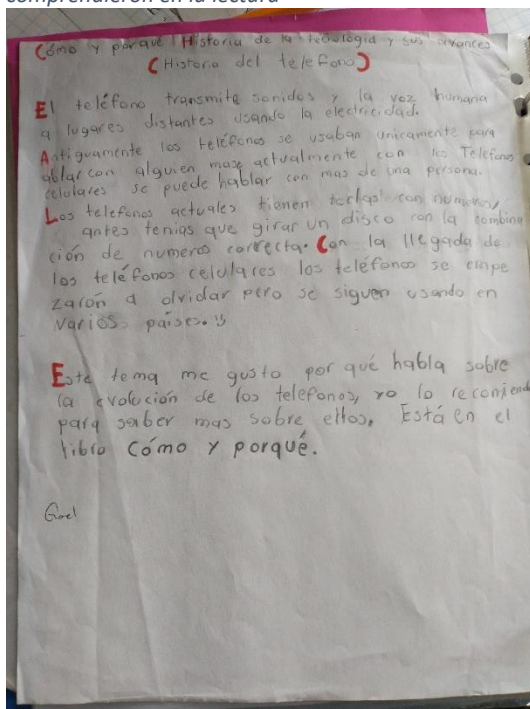 comprendieron en la lectura
Cómo y porqué Historia de la tecnologia y sus avances
(Historia del teléfono)
El teléfono transmite sonidos y la voz humana
a lugares distantes usando la electricidad.
Antiguamente los teléfonos se usaban unicamente para
ablar con alguien mas actualmente con los Telefonos
celulares se puede hablar con mas de una persona.
Los telefonos actuales tienen teclas con numeros,
antes tenias que girar un disco con la combina
ción de numeros correcta. Con la llegada de
los teléfonos celulares los teléfonos se empe
zarón a olvidar pero se siguen usando en
varios paises.
Este tema me gusto por qué habla sobre
la evolución de los telefonos, yo lo recomiend
para saber mas sobre ellos. Está en el
libro Cómo y porqué.
Gael